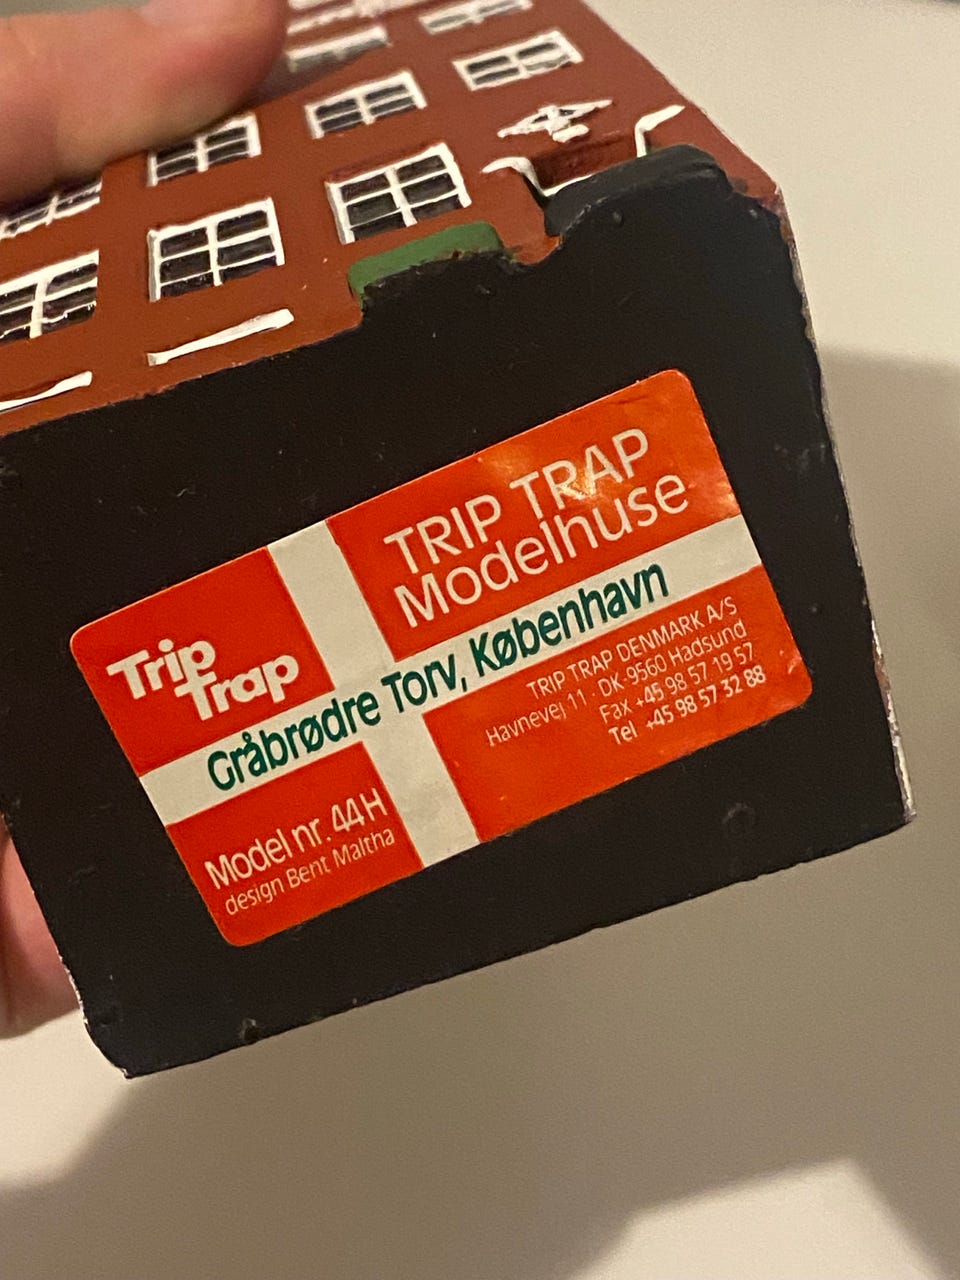 TRIP TRAP
Modelhuse
Trip
Trap
Gråbrødre Torv, København
TRIP TRAP DENMARK A/S
Havnevej 11 · DK-9560 Hadsund
Fax +45 98 57 19 57
Tel +45 98 57 32 88
Model nr. 44H
design Bent Maltha